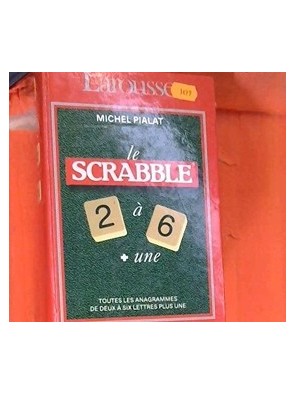 Larousse
MICHEL PIALAT
le
SCRABBLE
2 à 6
+ une
TOUTES LES ANAGRAMMES
DE DEUX À SIX LETTRES PLUS UNE